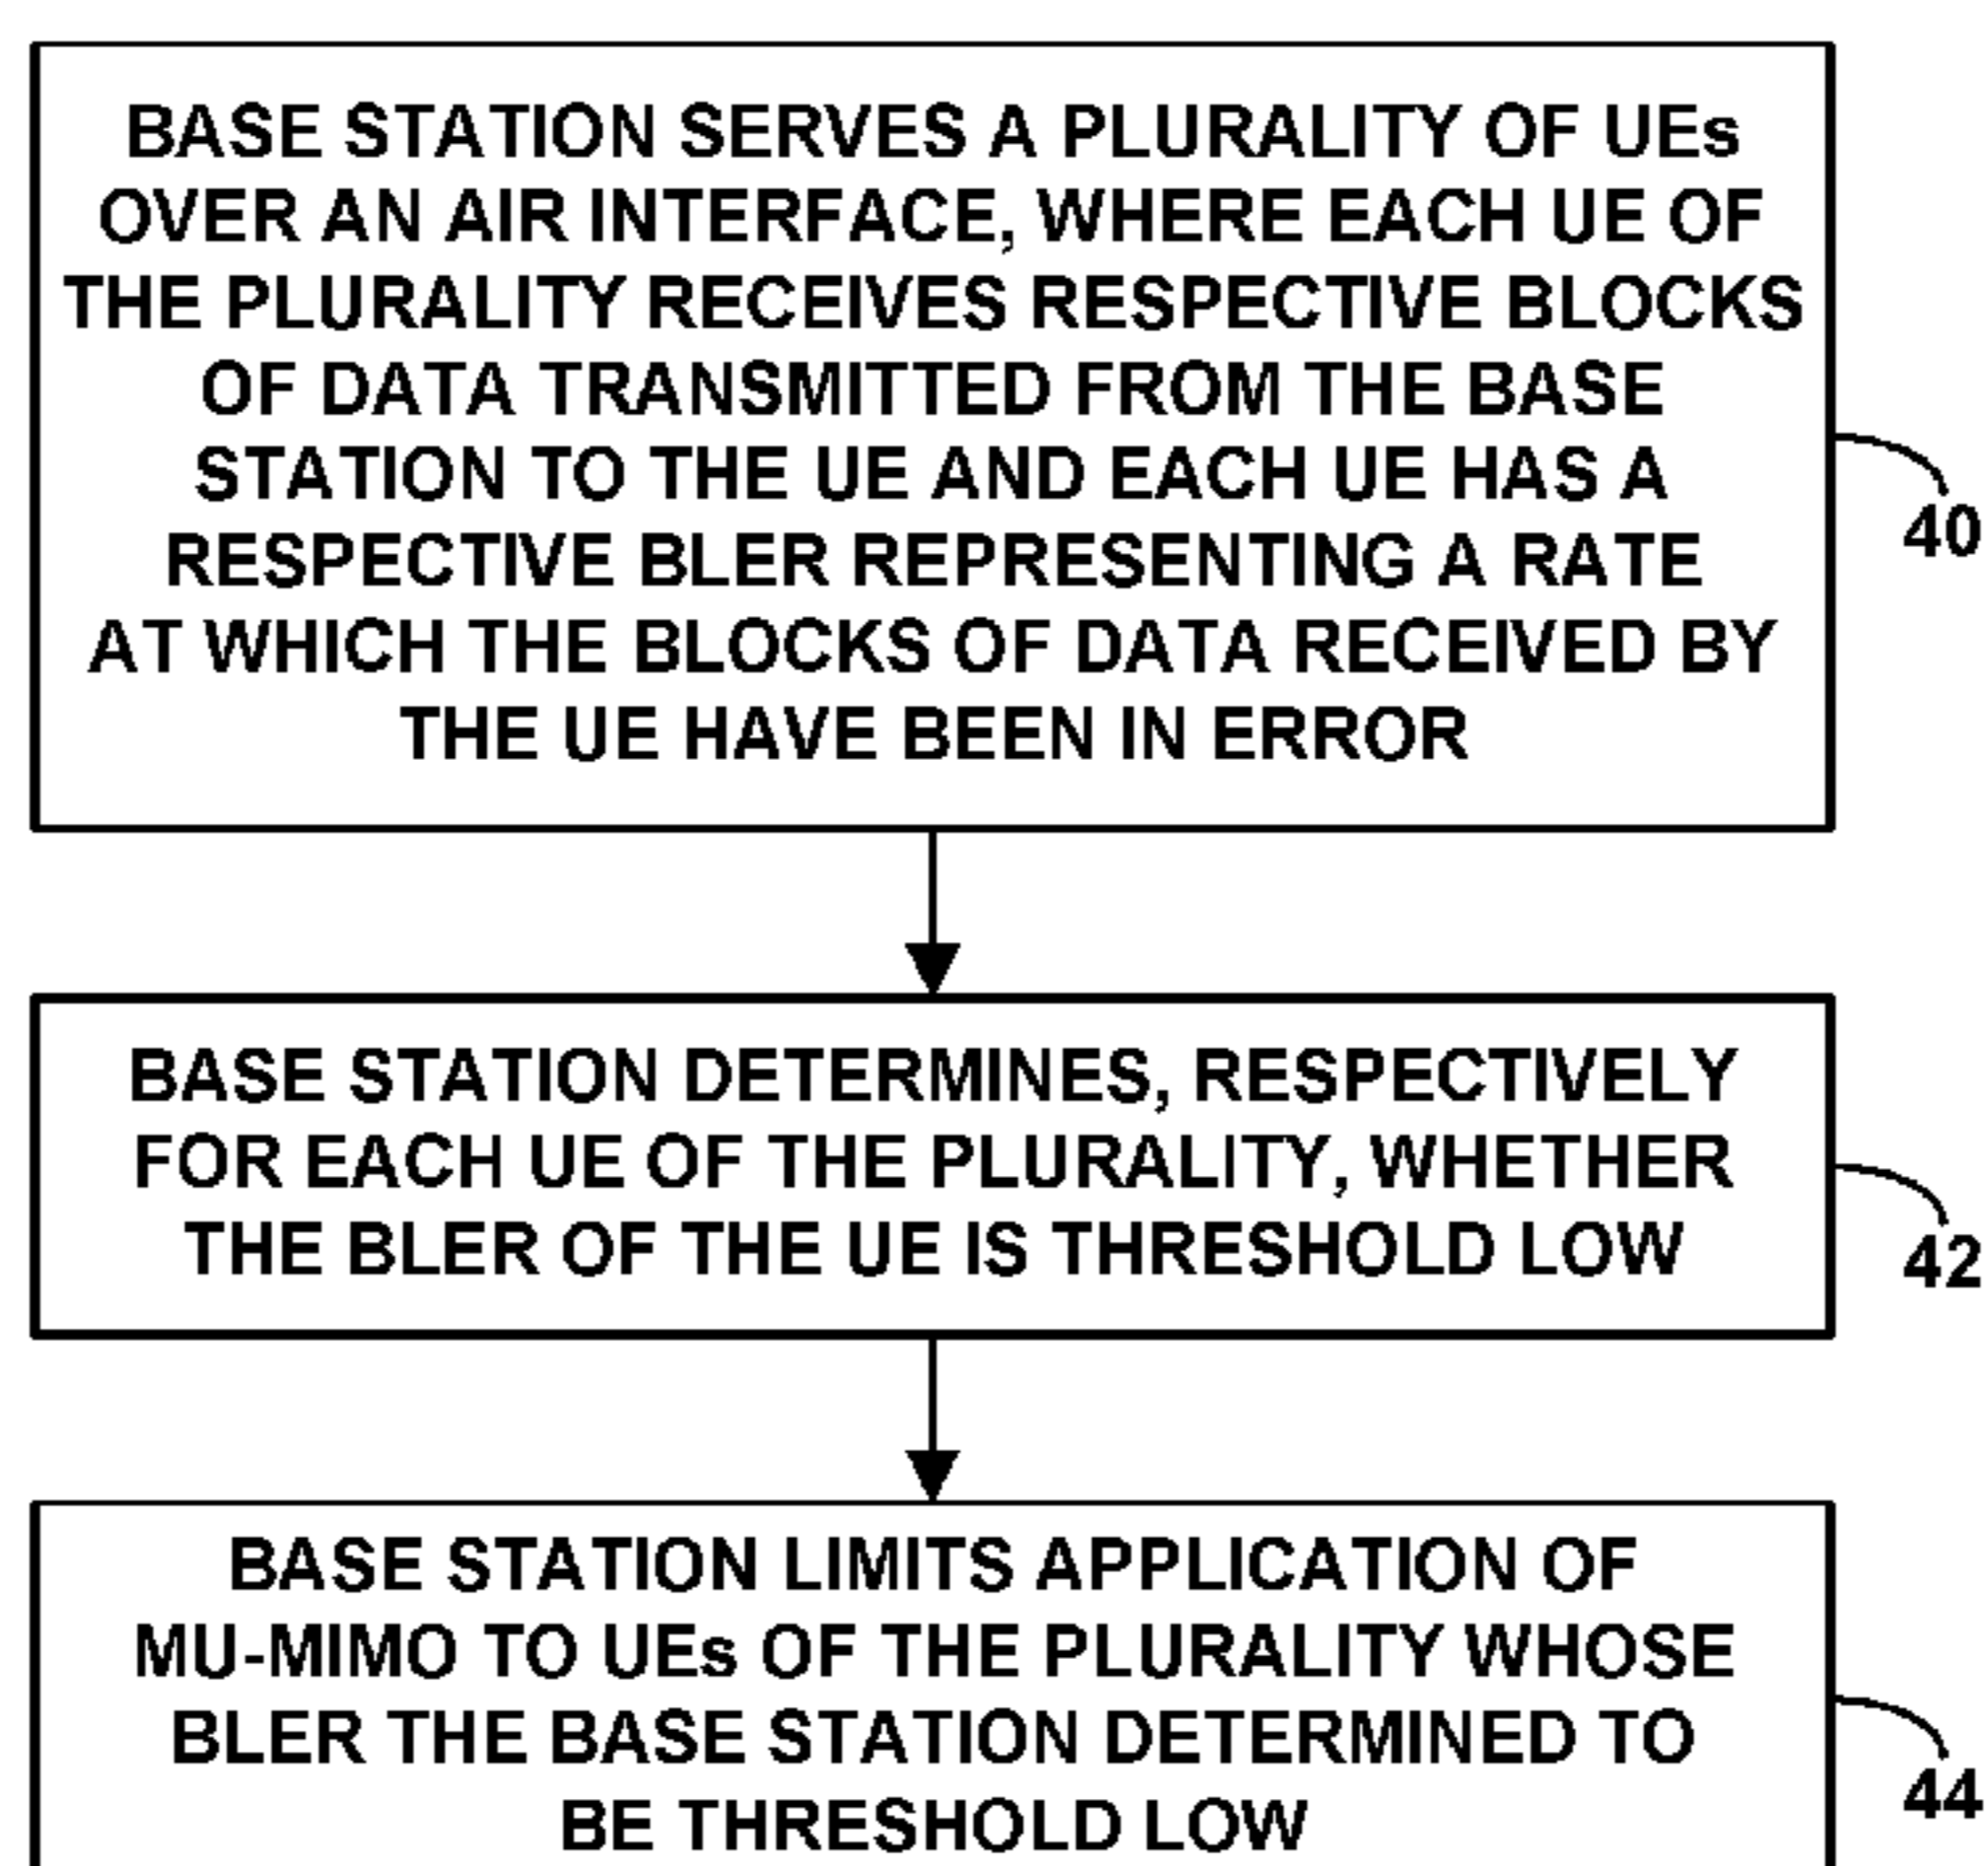 BASE STATION SERVES A PLURALITY OF UEs
OVER AN AIR INTERFACE, WHERE EACH UE OF
THE PLURALITY RECEIVES RESPECTIVE BLOCKS
OF DATA TRANSMITTED FROM THE BASE
STATION TO THE UE AND EACH UE HAS A
RESPECTIVE BLER REPRESENTING A RATE
AT WHICH THE BLOCKS OF DATA RECEIVED BY
THE UE HAVE BEEN IN ERROR
40
BASE STATION DETERMINES, RESPECTIVELY
FOR EACH UE OF THE PLURALITY, WHETHER
THE BLER OF THE UE IS THRESHOLD LOW
42
BASE STATION LIMITS APPLICATION OF
MU-MIMO TO UEs OF THE PLURALITY WHOSE
BLER THE BASE STATION DETERMINED TO
BE THRESHOLD LOW
44